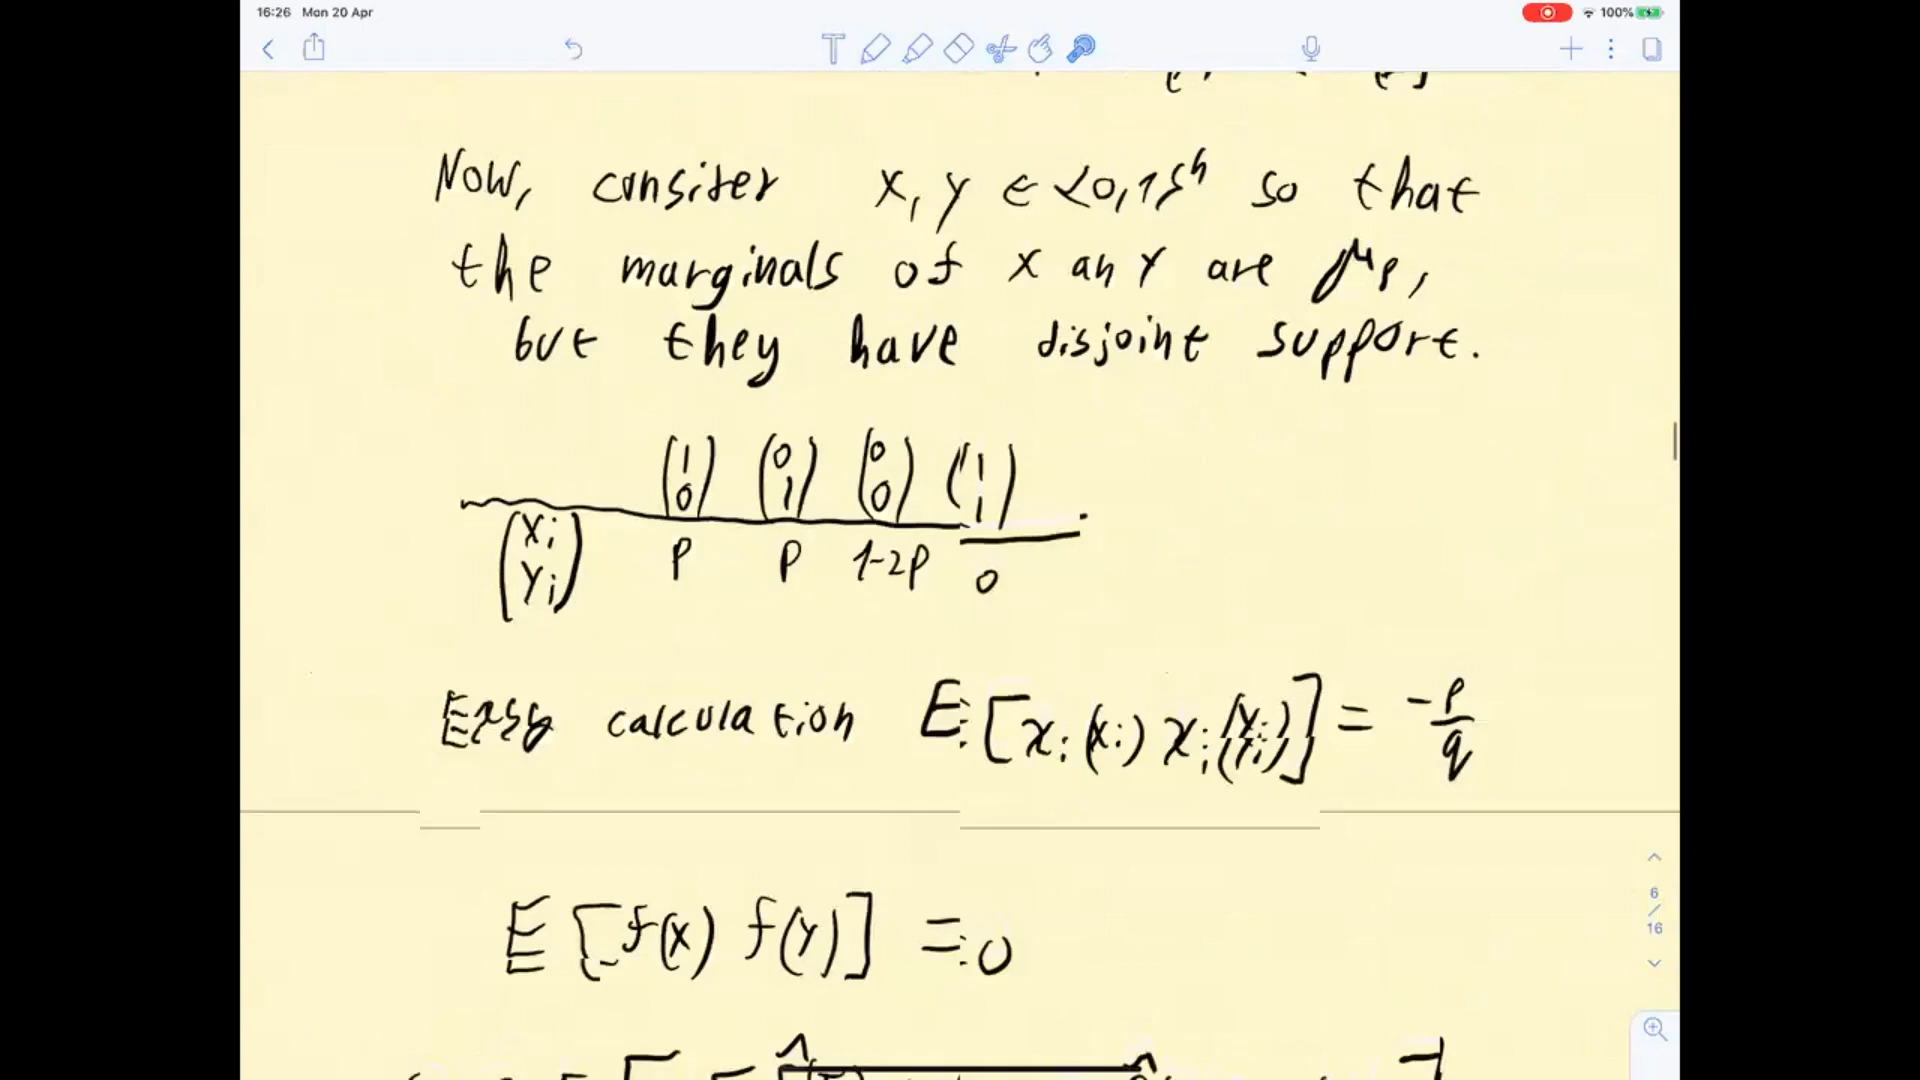 16:26 Mon 20 Apr
100%
Now, consider x, y ∈ {0,1}^n so that
the marginals of x an Y are μ_p,
but they have disjoint support.
(1 0) (0 1) (0 0) (1 1)
(X_i Y_i) P P 1-2P 0
Easy calculation E[χ_i(x_i) χ_i(Y_i)] = -p/q
E[f(x) f(y)] = 0
6 / 16